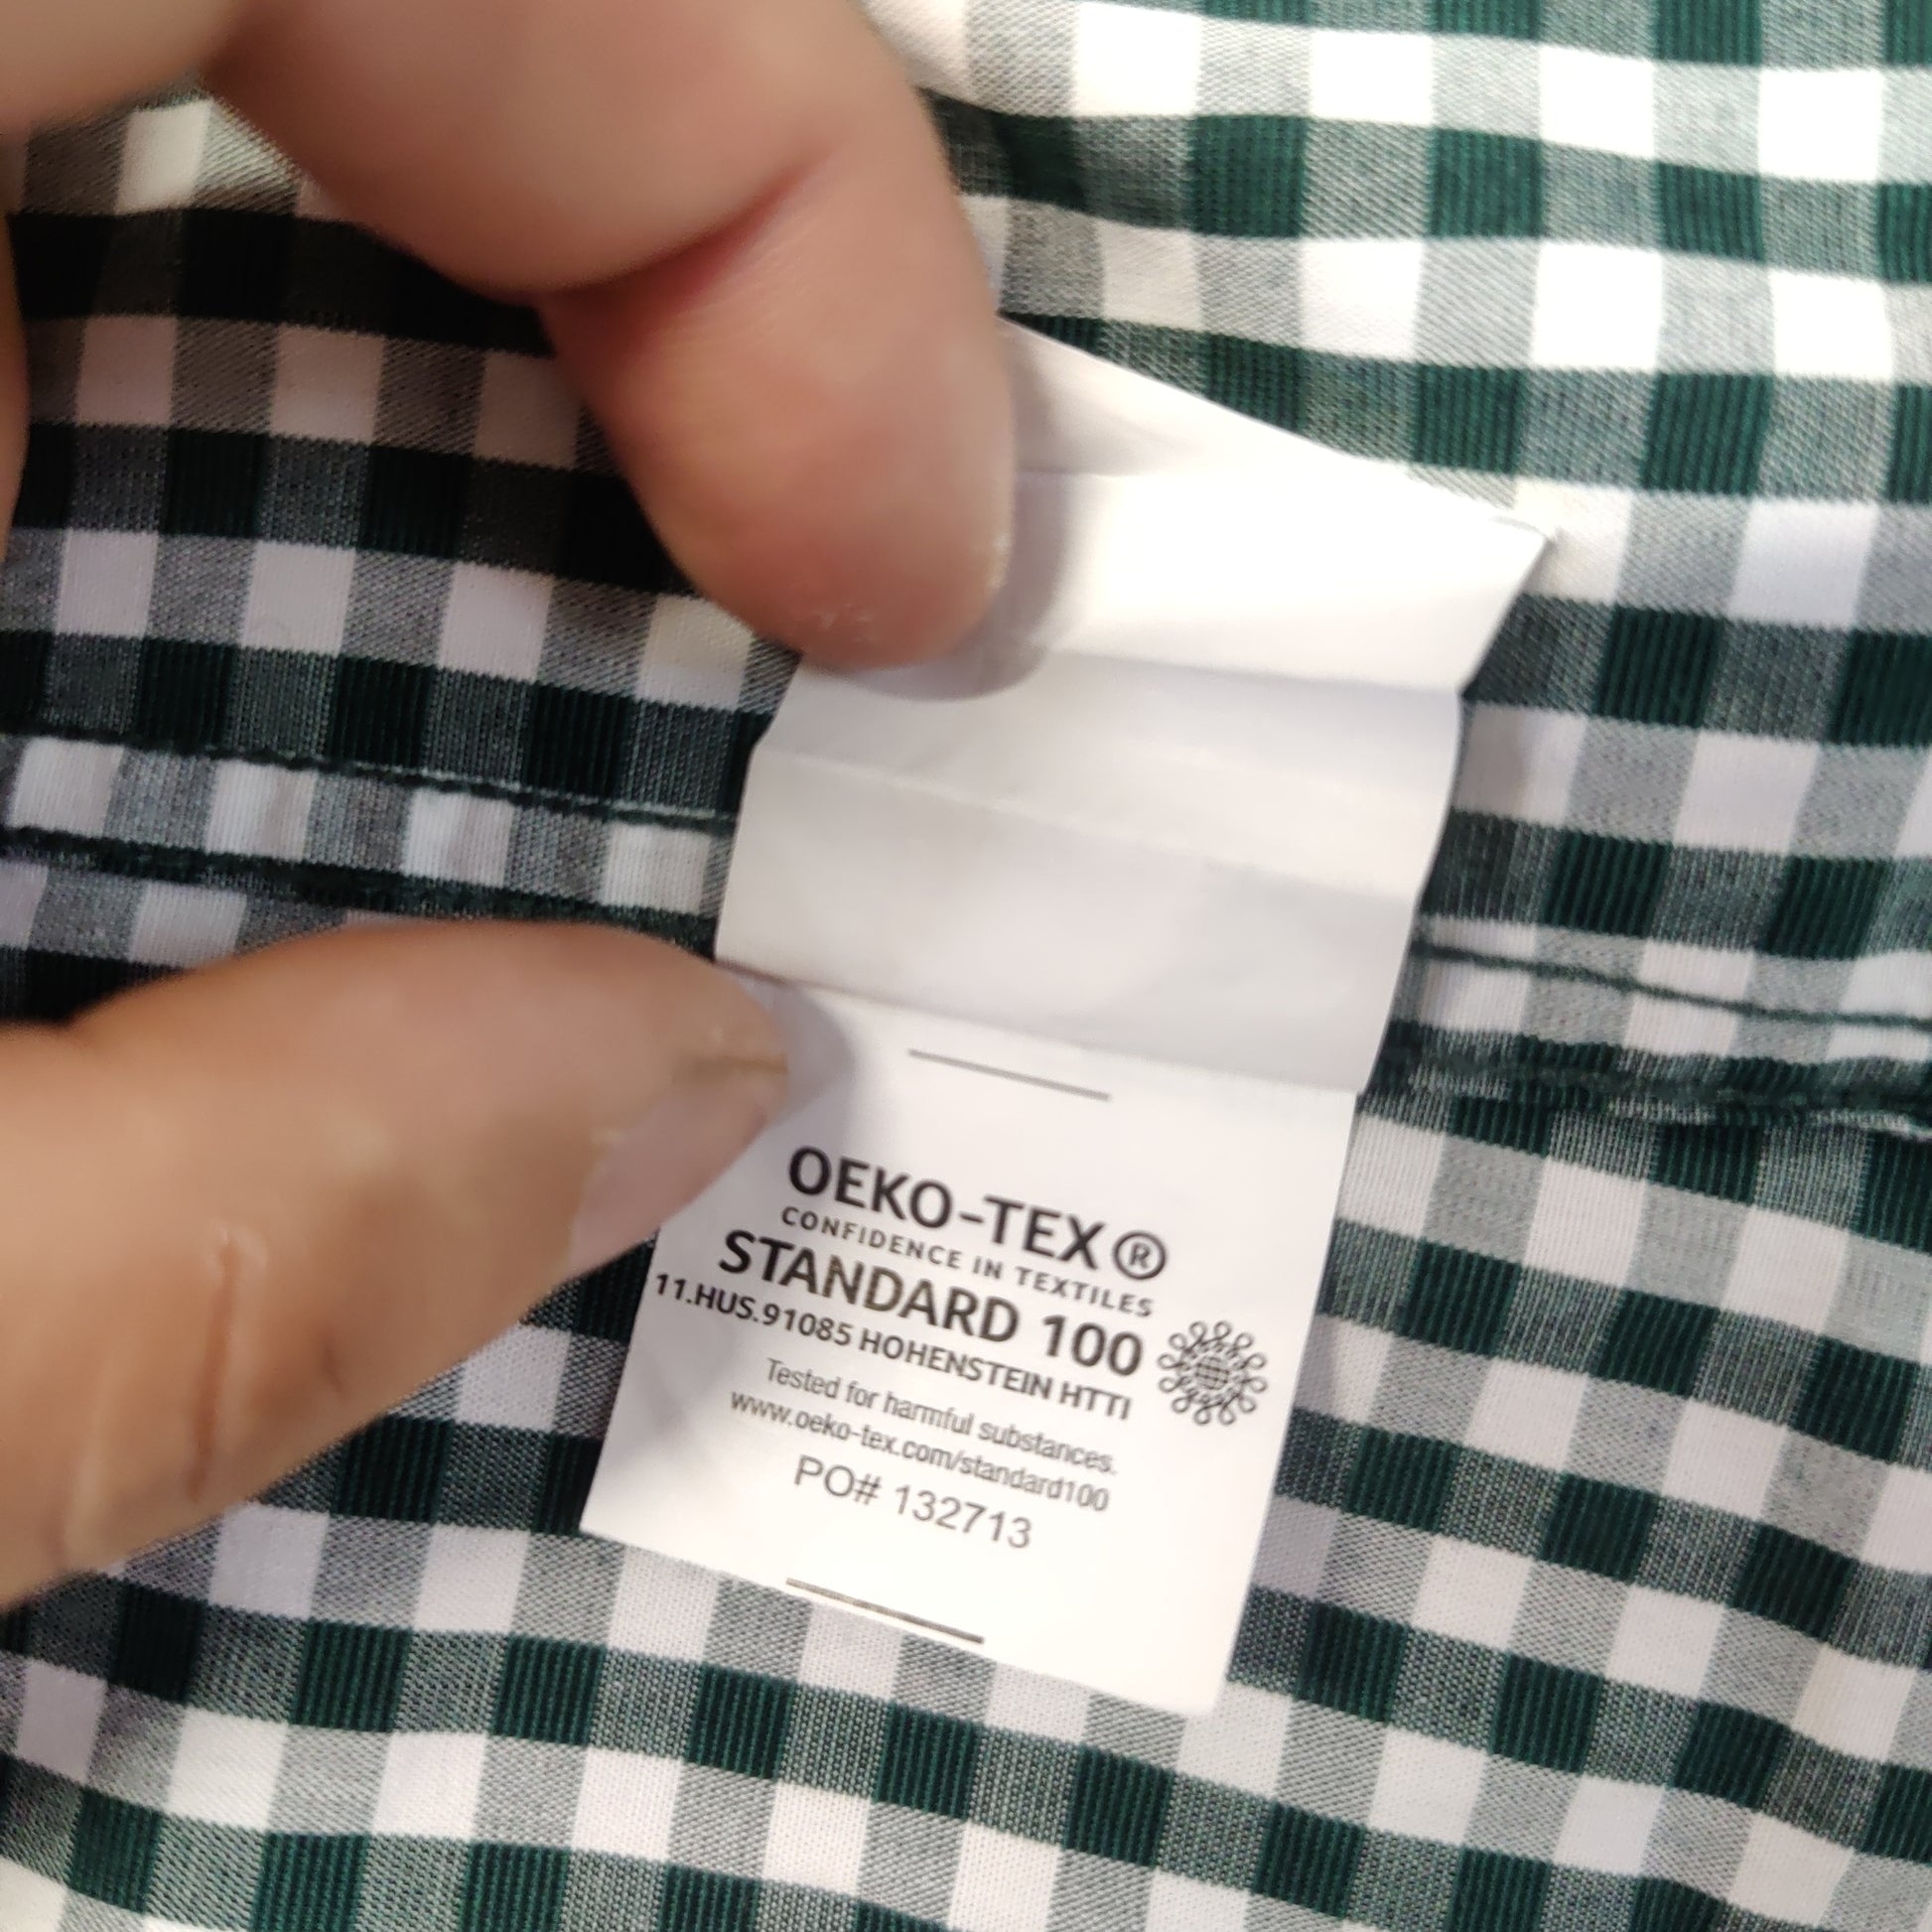 OEKO-TEX®
CONFIDENCE IN TEXTILES
STANDARD 100
11.HUS.91085 HOHENSTEIN HTTI
Tested for harmful substances.
www.oeko-tex.com/standard100
PO# 132713